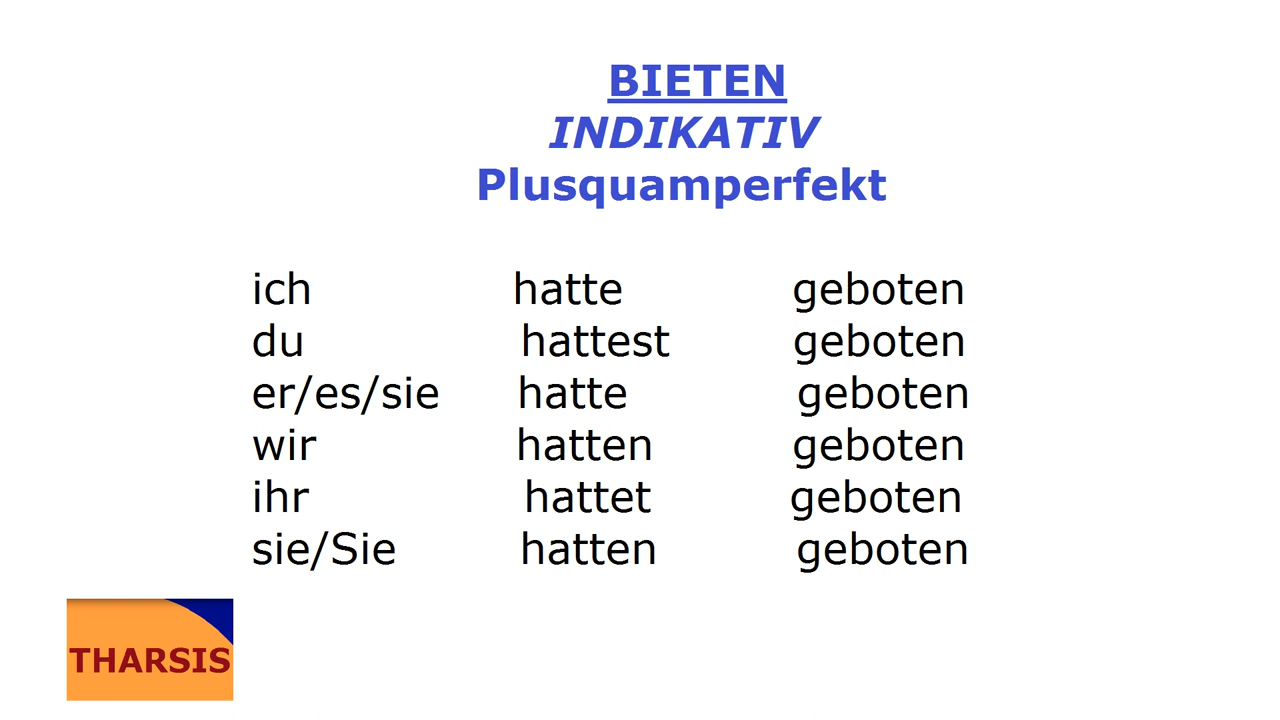 BIETEN
INDIKATIV
Plusquamperfekt
ich hatte geboten
du hattest geboten
er/es/sie hatte geboten
wir hatten geboten
ihr hattet geboten
sie/Sie hatten geboten
THARSIS